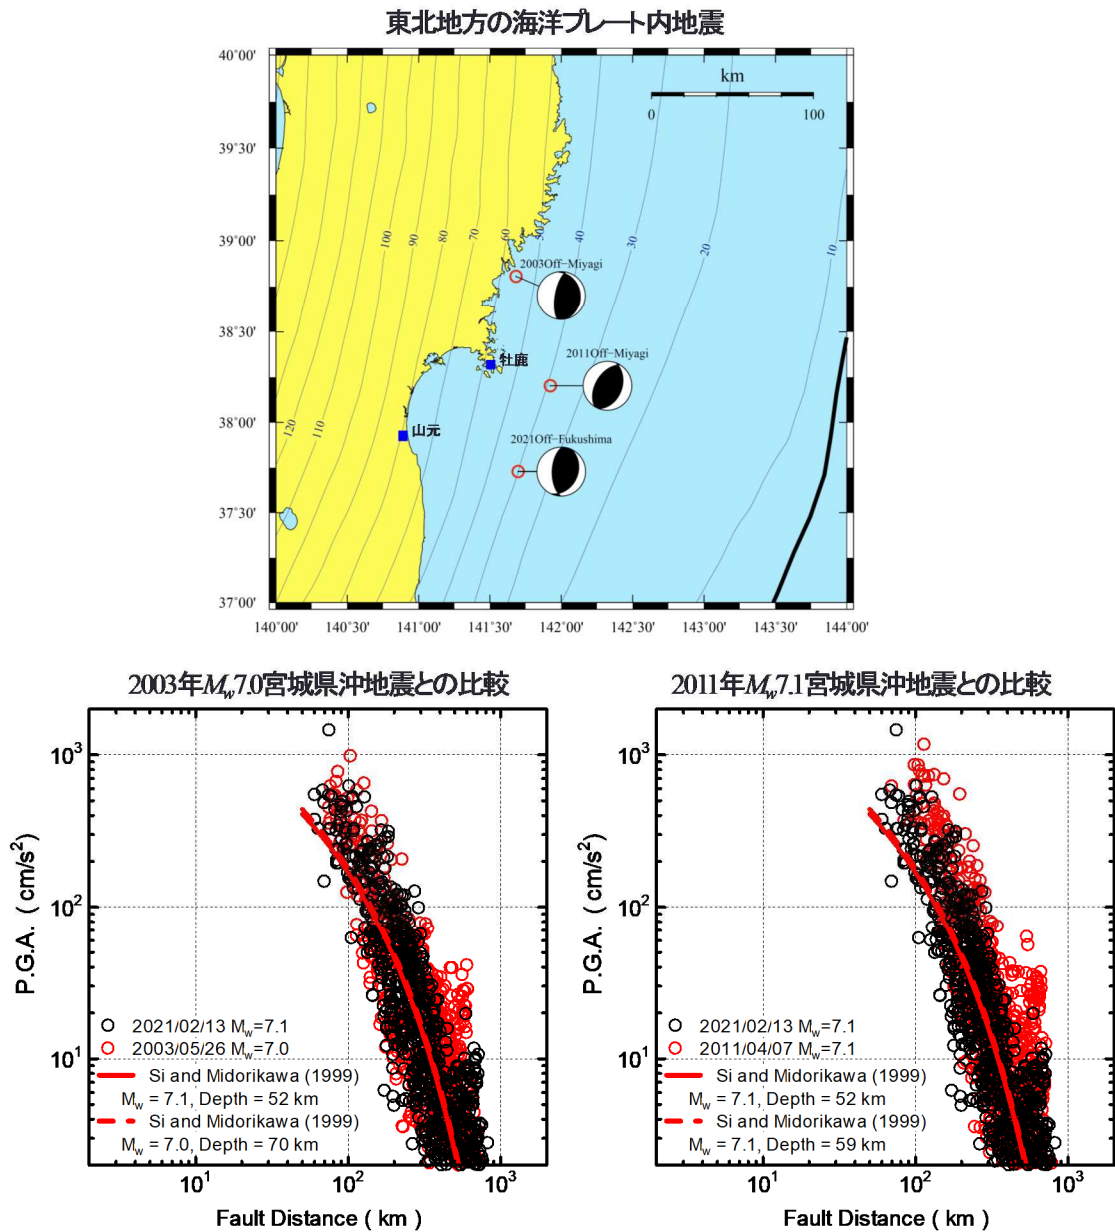 東北地方の海洋プレート内地震
40°00'
39°30'
39°00'
38°30'
38°00'
37°30'
37°00'
km
0 100
120 110 100 90 80 70 60 50 40 30 20 10
2003Off−Miyagi
2011Off−Miyagi
牡鹿
山元
2021Off−Fukushima
140°00' 140°30' 141°00' 141°30' 142°00' 142°30' 143°00' 143°30' 144°00'
2003年Mw7.0宮城県沖地震との比較
P.G.A. ( cm/s²)
10³
10²
10¹
2021/02/13 Mw=7.1
2003/05/26 Mw=7.0
Si and Midorikawa (1999)
Mw = 7.1, Depth = 52 km
Si and Midorikawa (1999)
Mw = 7.0, Depth = 70 km
10¹ 10² 10³
Fault Distance ( km )
2011年Mw7.1宮城県沖地震との比較
P.G.A. ( cm/s²)
10³
10²
10¹
2021/02/13 Mw=7.1
2011/04/07 Mw=7.1
Si and Midorikawa (1999)
Mw = 7.1, Depth = 52 km
Si and Midorikawa (1999)
Mw = 7.1, Depth = 59 km
10¹ 10² 10³
Fault Distance ( km )